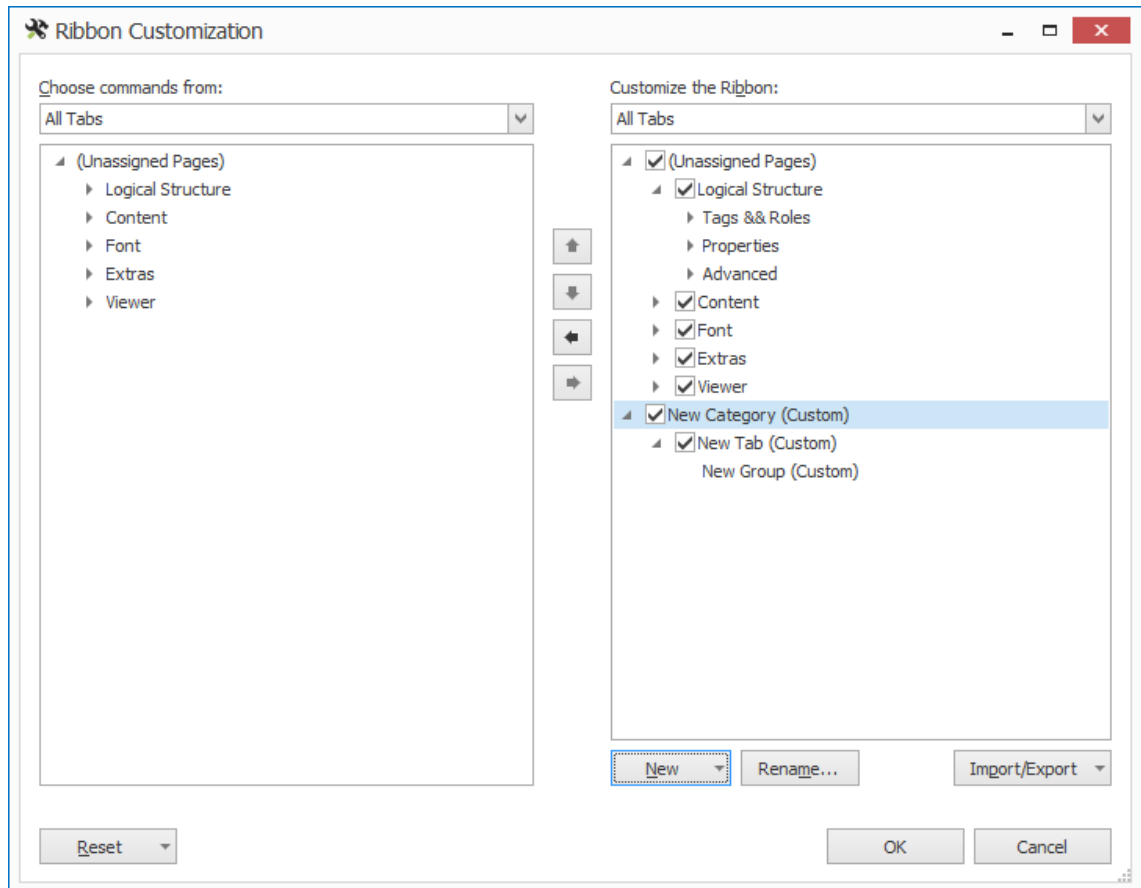 Ribbon Customization
Choose commands from:
All Tabs
(Unassigned Pages)
Logical Structure
Content
Font
Extras
Viewer
Customize the Ribbon:
All Tabs
(Unassigned Pages)
Logical Structure
Tags && Roles
Properties
Advanced
Content
Font
Extras
Viewer
New Category (Custom)
New Tab (Custom)
New Group (Custom)
New
Rename...
Import/Export
Reset
OK
Cancel